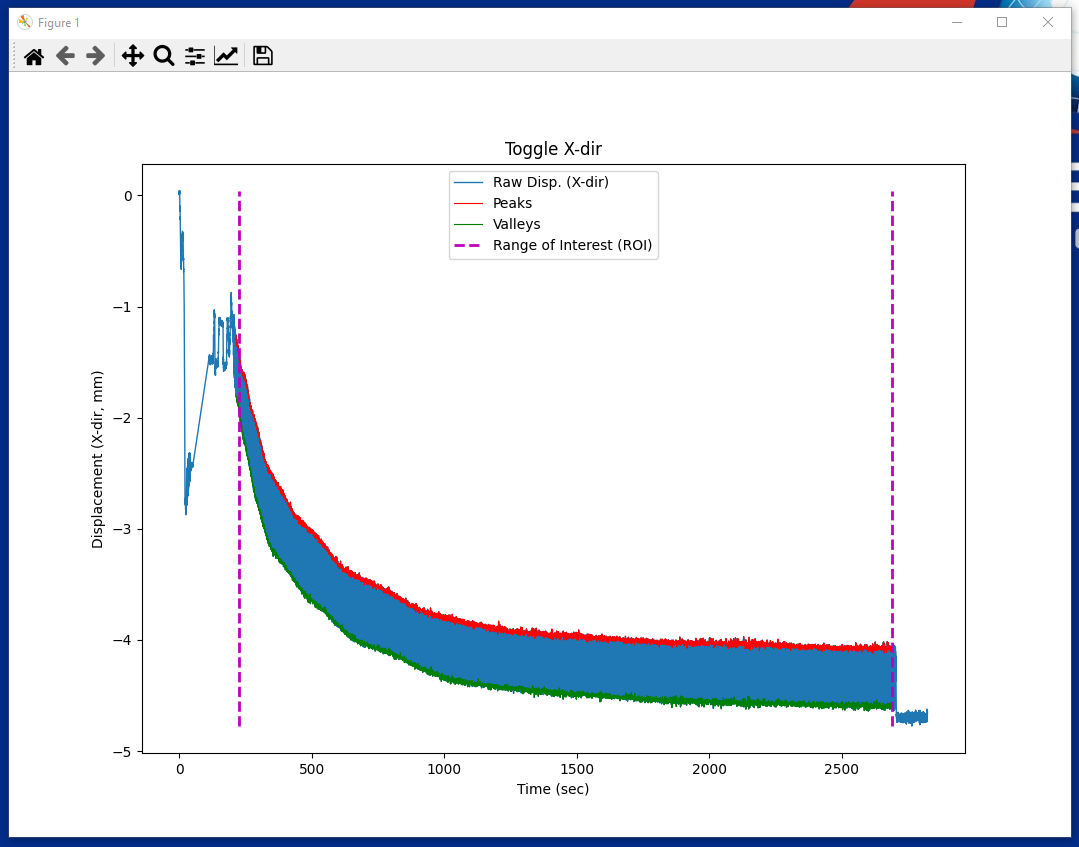 Figure 1
Toggle X-dir
Raw Disp. (X-dir)
Peaks
Valleys
Range of Interest (ROI)
0
−1
−2
−3
−4
−5
Displacement (X-dir, mm)
0
500
1000
1500
2000
2500
Time (sec)